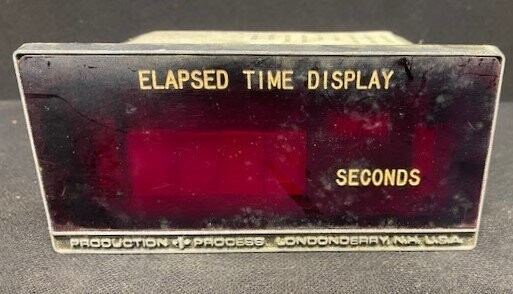 ELAPSED TIME DISPLAY
SECONDS
PRODUCTION PROCESS, LONDONDERRY, N.H. U.S.A.